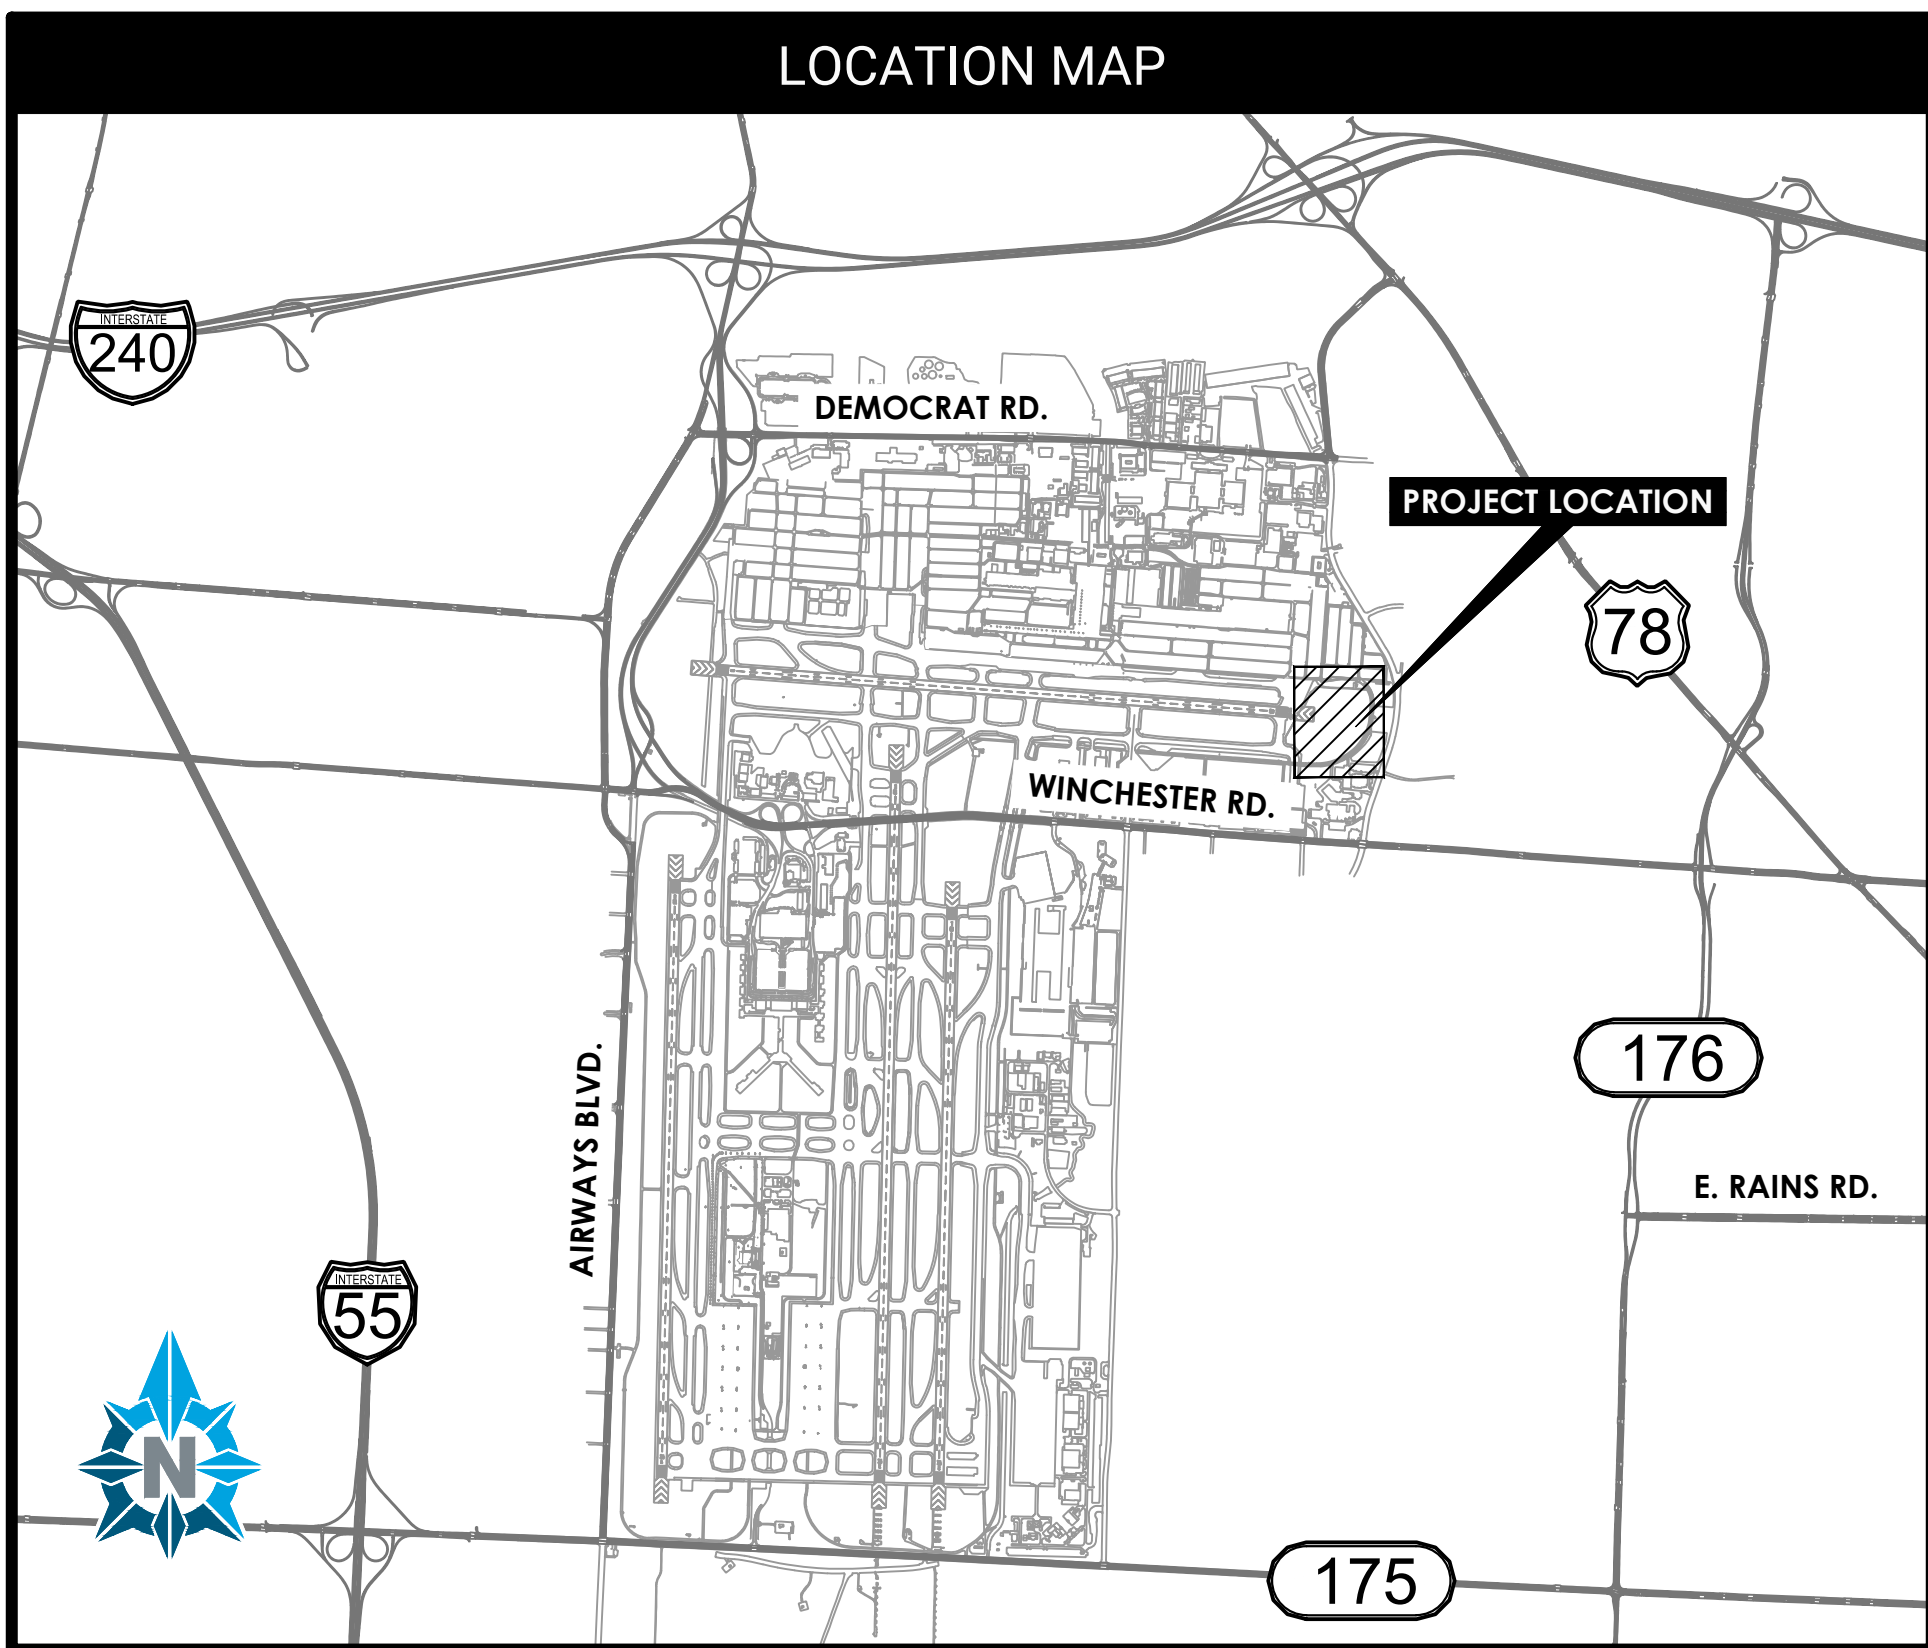 LOCATION MAP
INTERSTATE
240
DEMOCRAT RD.
PROJECT LOCATION
78
WINCHESTER RD.
176
AIRWAYS BLVD.
E. RAINS RD.
INTERSTATE
55
N
175